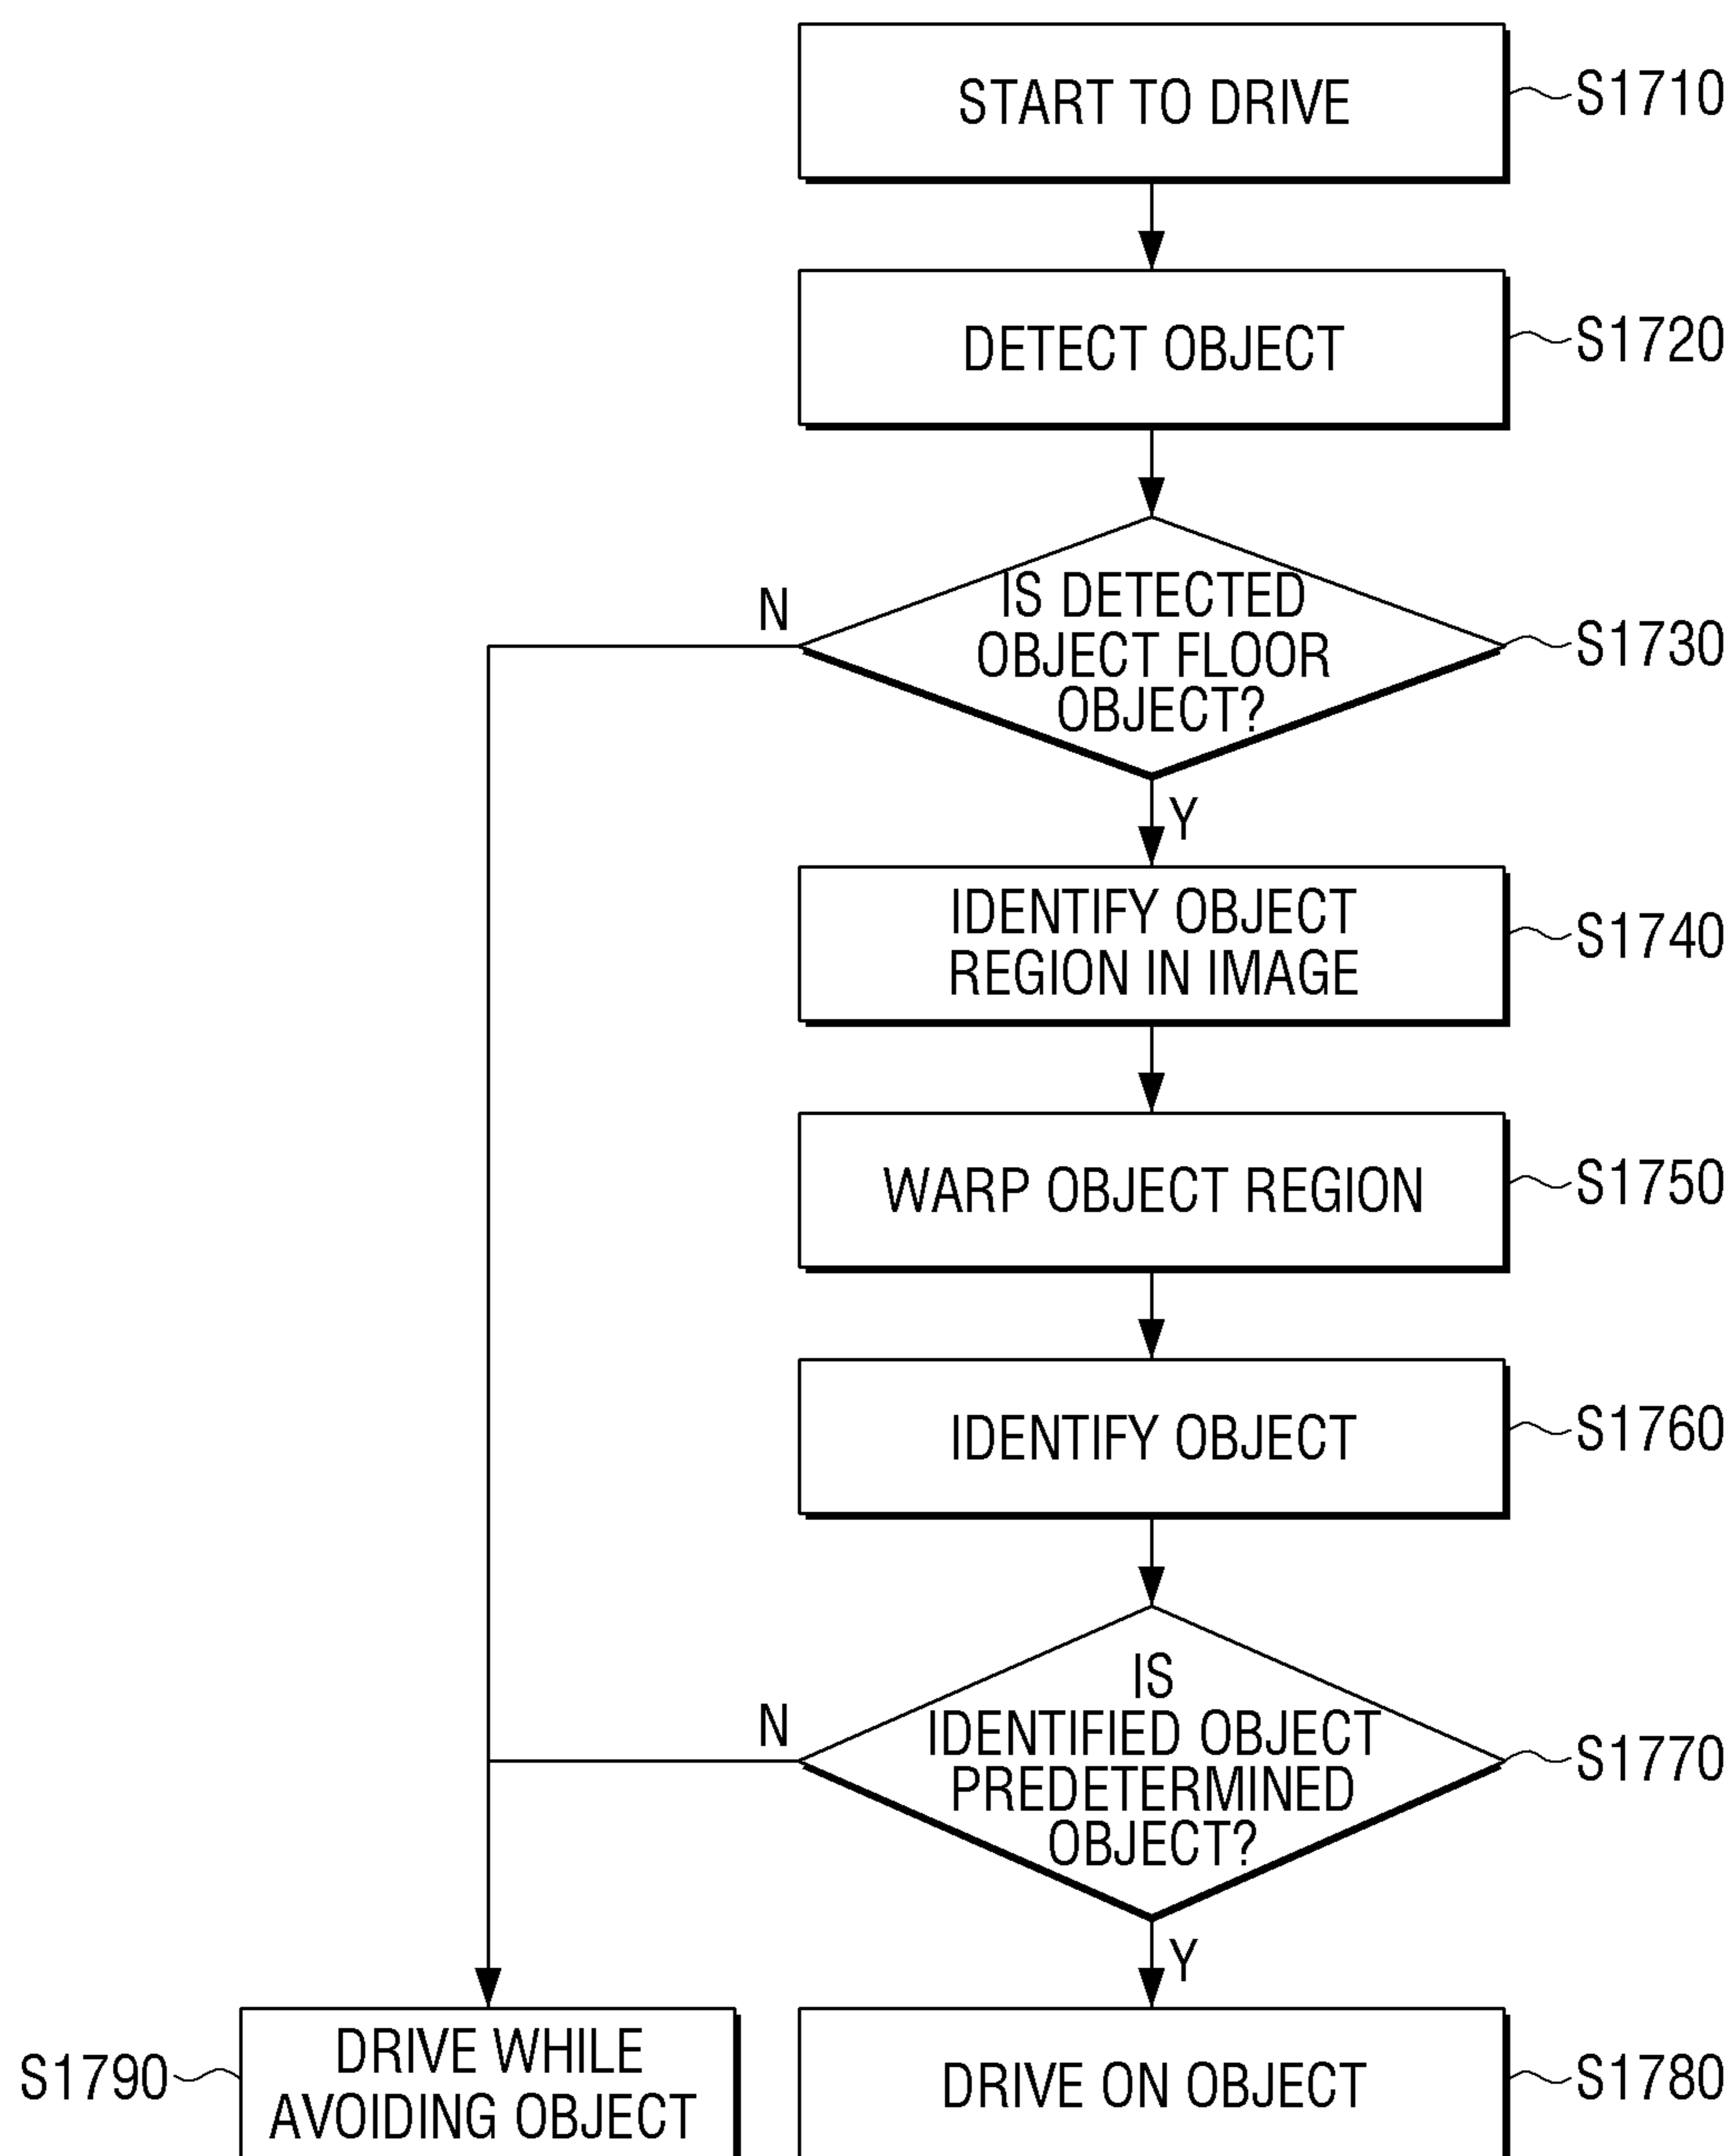 START TO DRIVE
S1710
DETECT OBJECT
S1720
IS DETECTED
OBJECT FLOOR
OBJECT?
S1730
N
Y
IDENTIFY OBJECT
REGION IN IMAGE
S1740
WARP OBJECT REGION
S1750
IDENTIFY OBJECT
S1760
IS
IDENTIFIED OBJECT
PREDETERMINED
OBJECT?
S1770
N
Y
S1790
DRIVE WHILE
AVOIDING OBJECT
DRIVE ON OBJECT
S1780